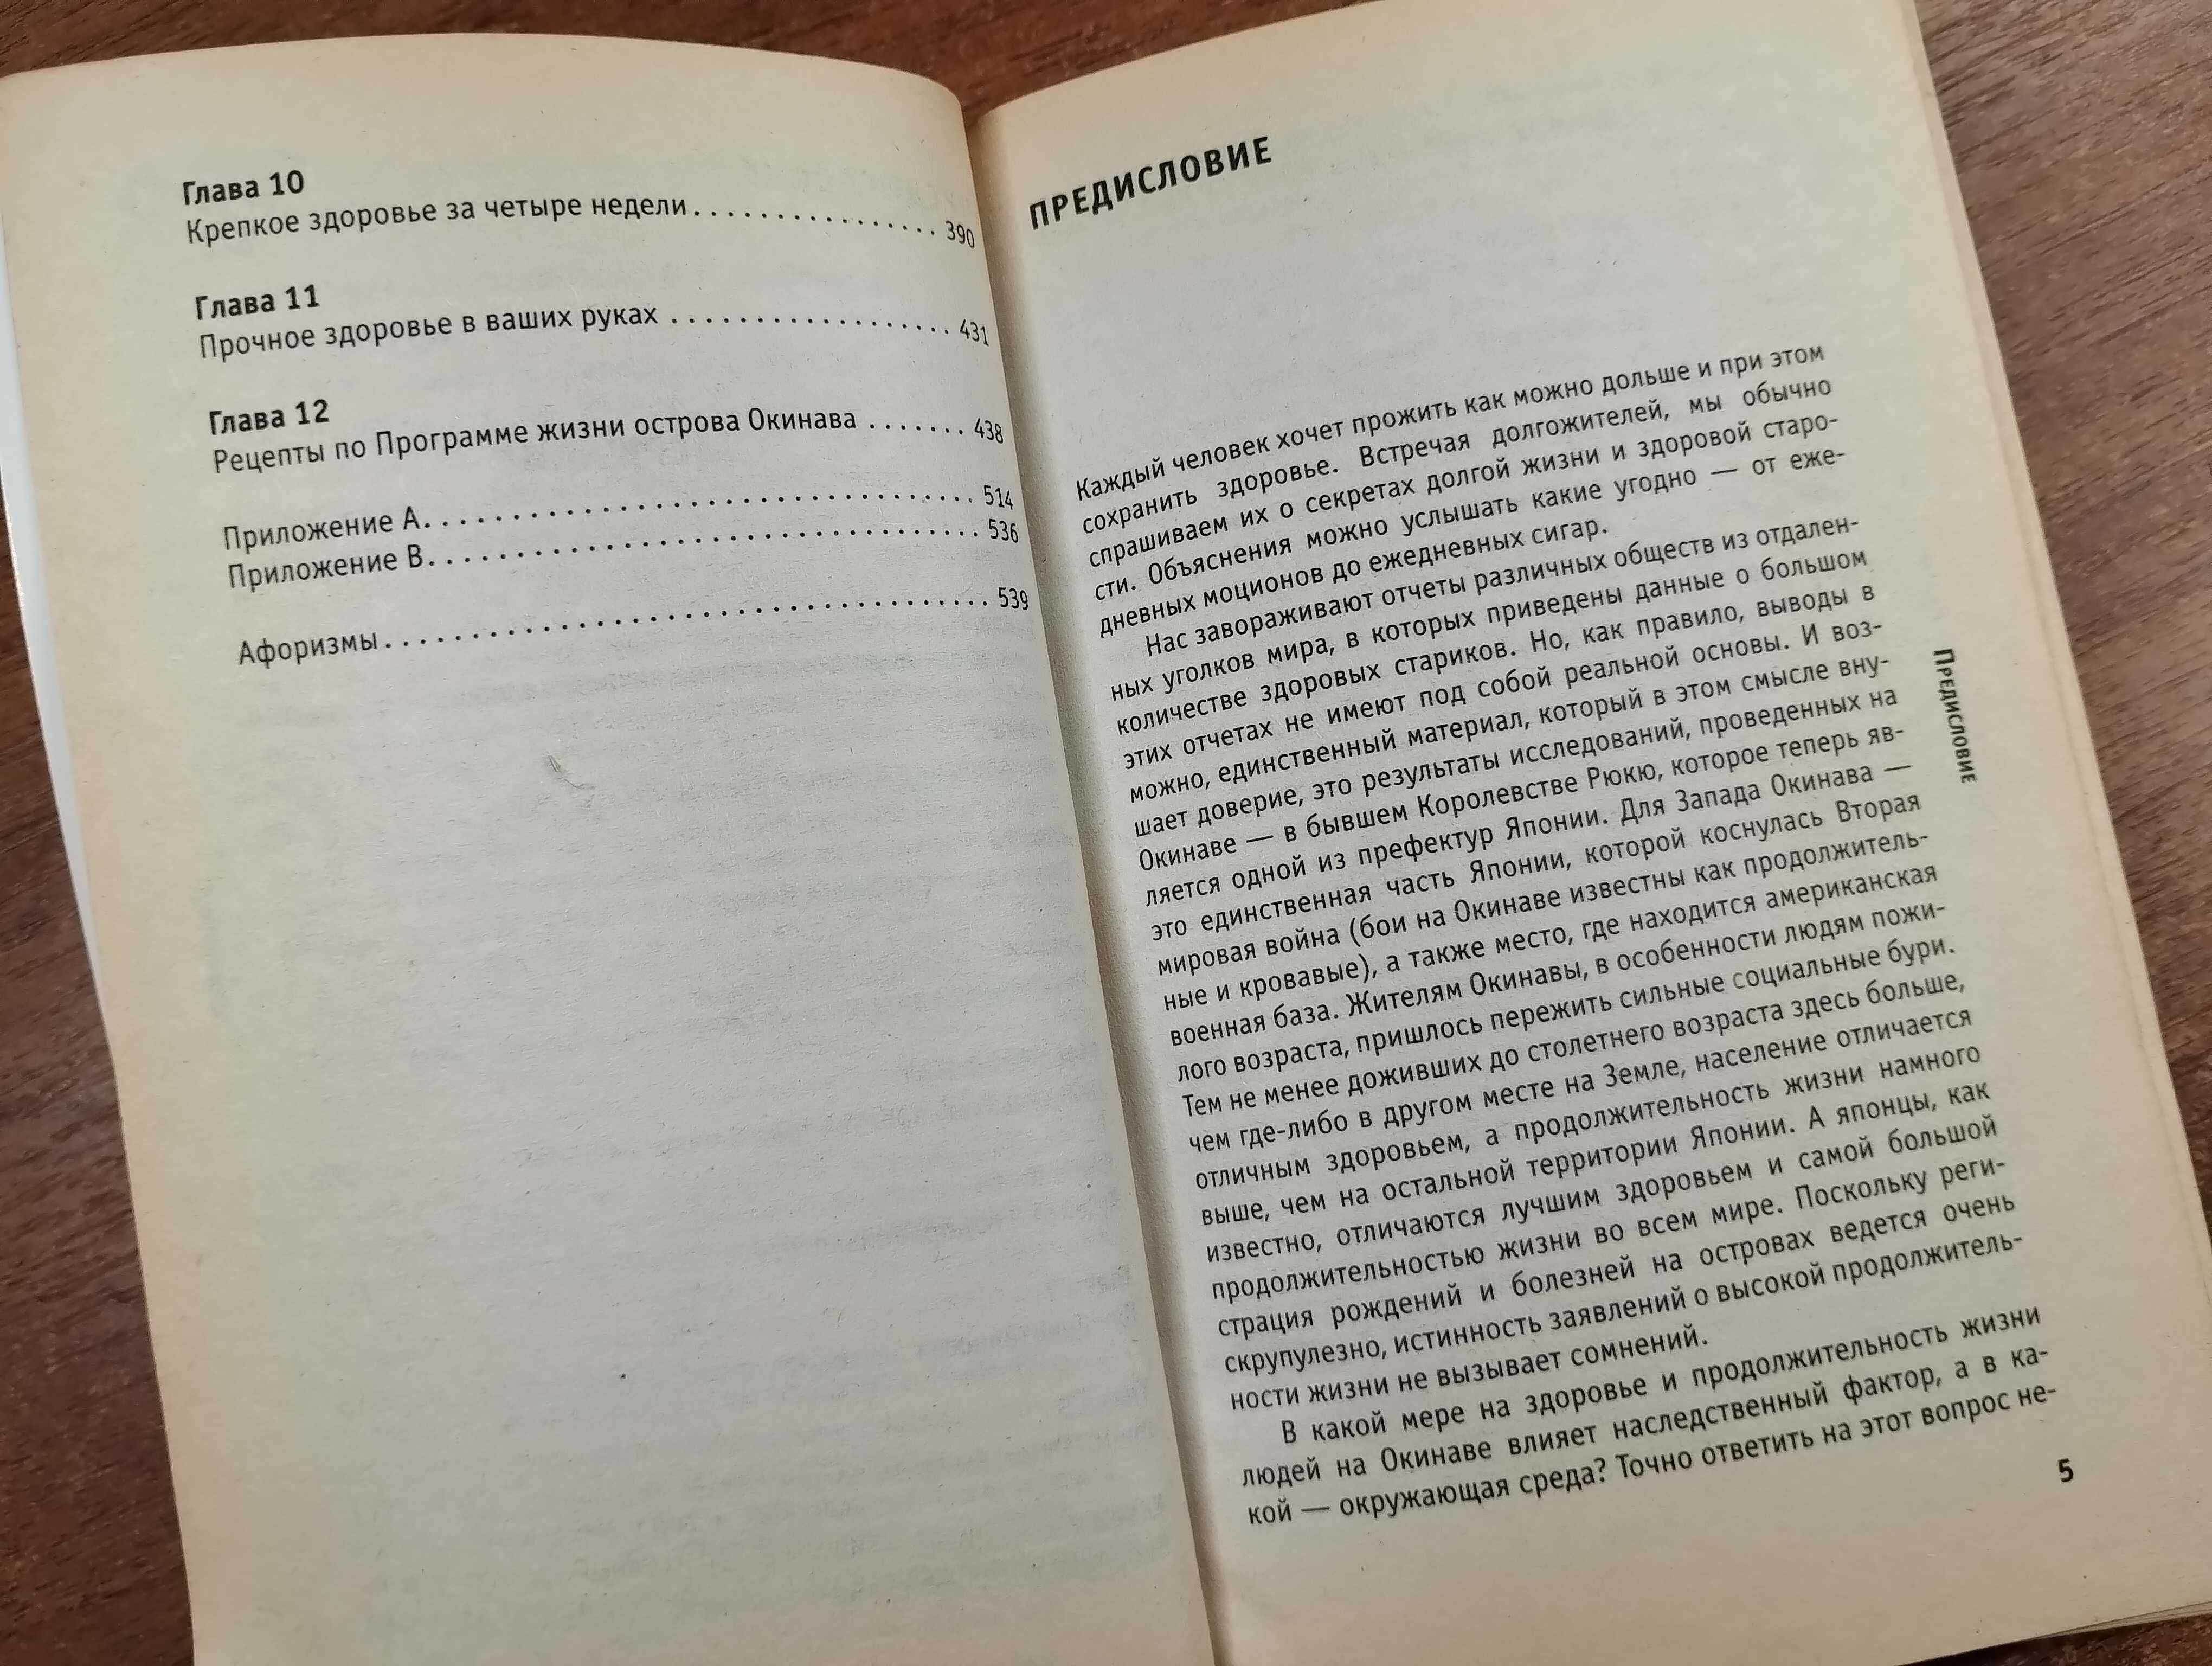 Глава 10
Крепкое здоровье за четыре недели. . . . . . . . . . . . . . . . . . 390
Глава 11
Прочное здоровье в ваших руках . . . . . . . . . . . . . . . . . . 431
Глава 12
Рецепты по Программе жизни острова Окинава . . . . . . . 438
Приложение А. . . . . . . . . . . . . . . . . . . . . . . . . . . . . . . . . . . . . . . 514
Приложение В. . . . . . . . . . . . . . . . . . . . . . . . . . . . . . . . . . . . . . . 536
Афоризмы. . . . . . . . . . . . . . . . . . . . . . . . . . . . . . . . . . . . . . . . . . . 539
ПРЕДИСЛОВИЕ
Каждый человек хочет прожить как можно дольше и при этом
сохранить здоровье. Встречая долгожителей, мы обычно
спрашиваем их о секретах долгой жизни и здоровой старо-
сти. Объяснения можно услышать какие угодно — от еже-
дневных моционов до ежедневных сигар.
Нас завораживают отчеты различных обществ из отдален-
ных уголков мира, в которых приведены данные о большом
количестве здоровых стариков. Но, как правило, выводы в
этих отчетах не имеют под собой реальной основы. И воз-
можно, единственный материал, который в этом смысле вну-
шает доверие, это результаты исследований, проведенных на
Окинаве — в бывшем Королевстве Рюкю, которое теперь яв-
ляется одной из префектур Японии. Для Запада Окинава —
это единственная часть Японии, которой коснулась Вторая
мировая война (бои на Окинаве известны как продолжитель-
ные и кровавые), а также место, где находится американская
военная база. Жителям Окинавы, в особенности людям пожи-
лого возраста, пришлось пережить сильные социальные бури.
Тем не менее доживших до столетнего возраста здесь больше,
чем где-либо в другом месте на Земле, население отличается
отличным здоровьем, а продолжительность жизни намного
выше, чем на остальной территории Японии. А японцы, как
известно, отличаются лучшим здоровьем и самой большой
продолжительностью жизни во всем мире. Поскольку реги-
страция рождений и болезней на островах ведется очень
скрупулезно, истинность заявлений о высокой продолжитель-
ности жизни не вызывает сомнений.
В какой мере на здоровье и продолжительность жизни
людей на Окинаве влияет наследственный фактор, а в ка-
кой — окружающая среда? Точно ответить на этот вопрос не-
Предисловие
5